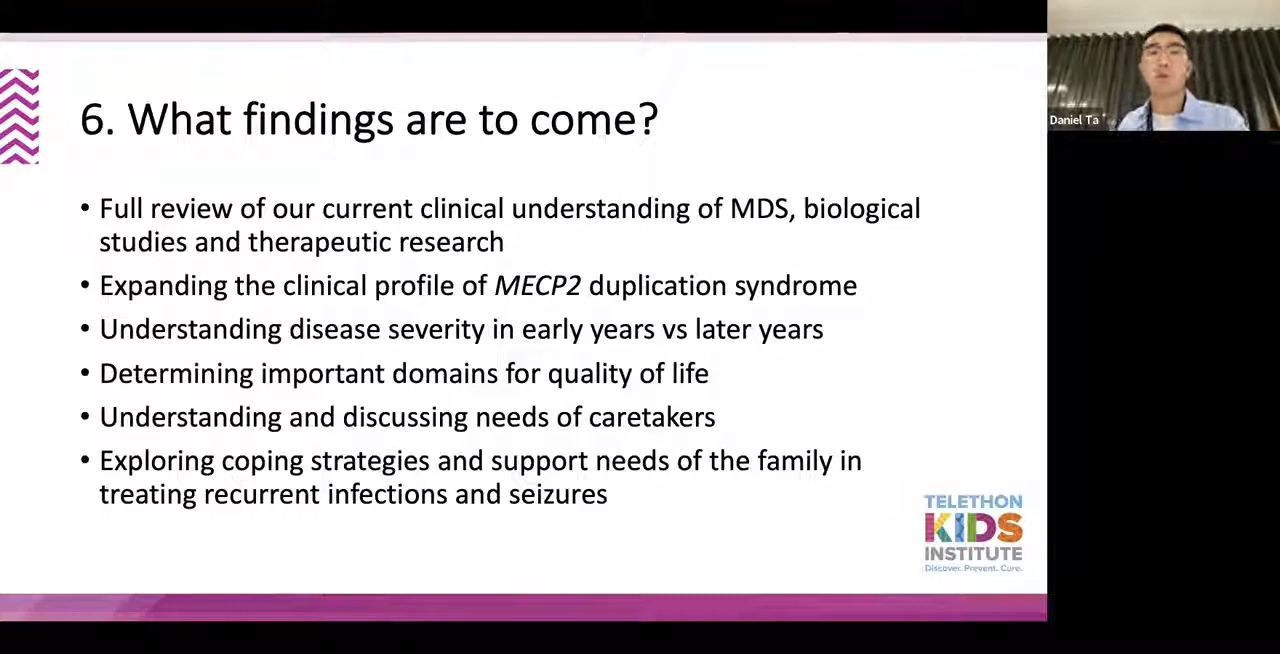 6. What findings are to come?
• Full review of our current clinical understanding of MDS, biological
studies and therapeutic research
• Expanding the clinical profile of MECP2 duplication syndrome
• Understanding disease severity in early years vs later years
• Determining important domains for quality of life
• Understanding and discussing needs of caretakers
• Exploring coping strategies and support needs of the family in
treating recurrent infections and seizures
TELETHON
KIDS
INSTITUTE
Discover. Prevent. Cure.
Daniel Ta